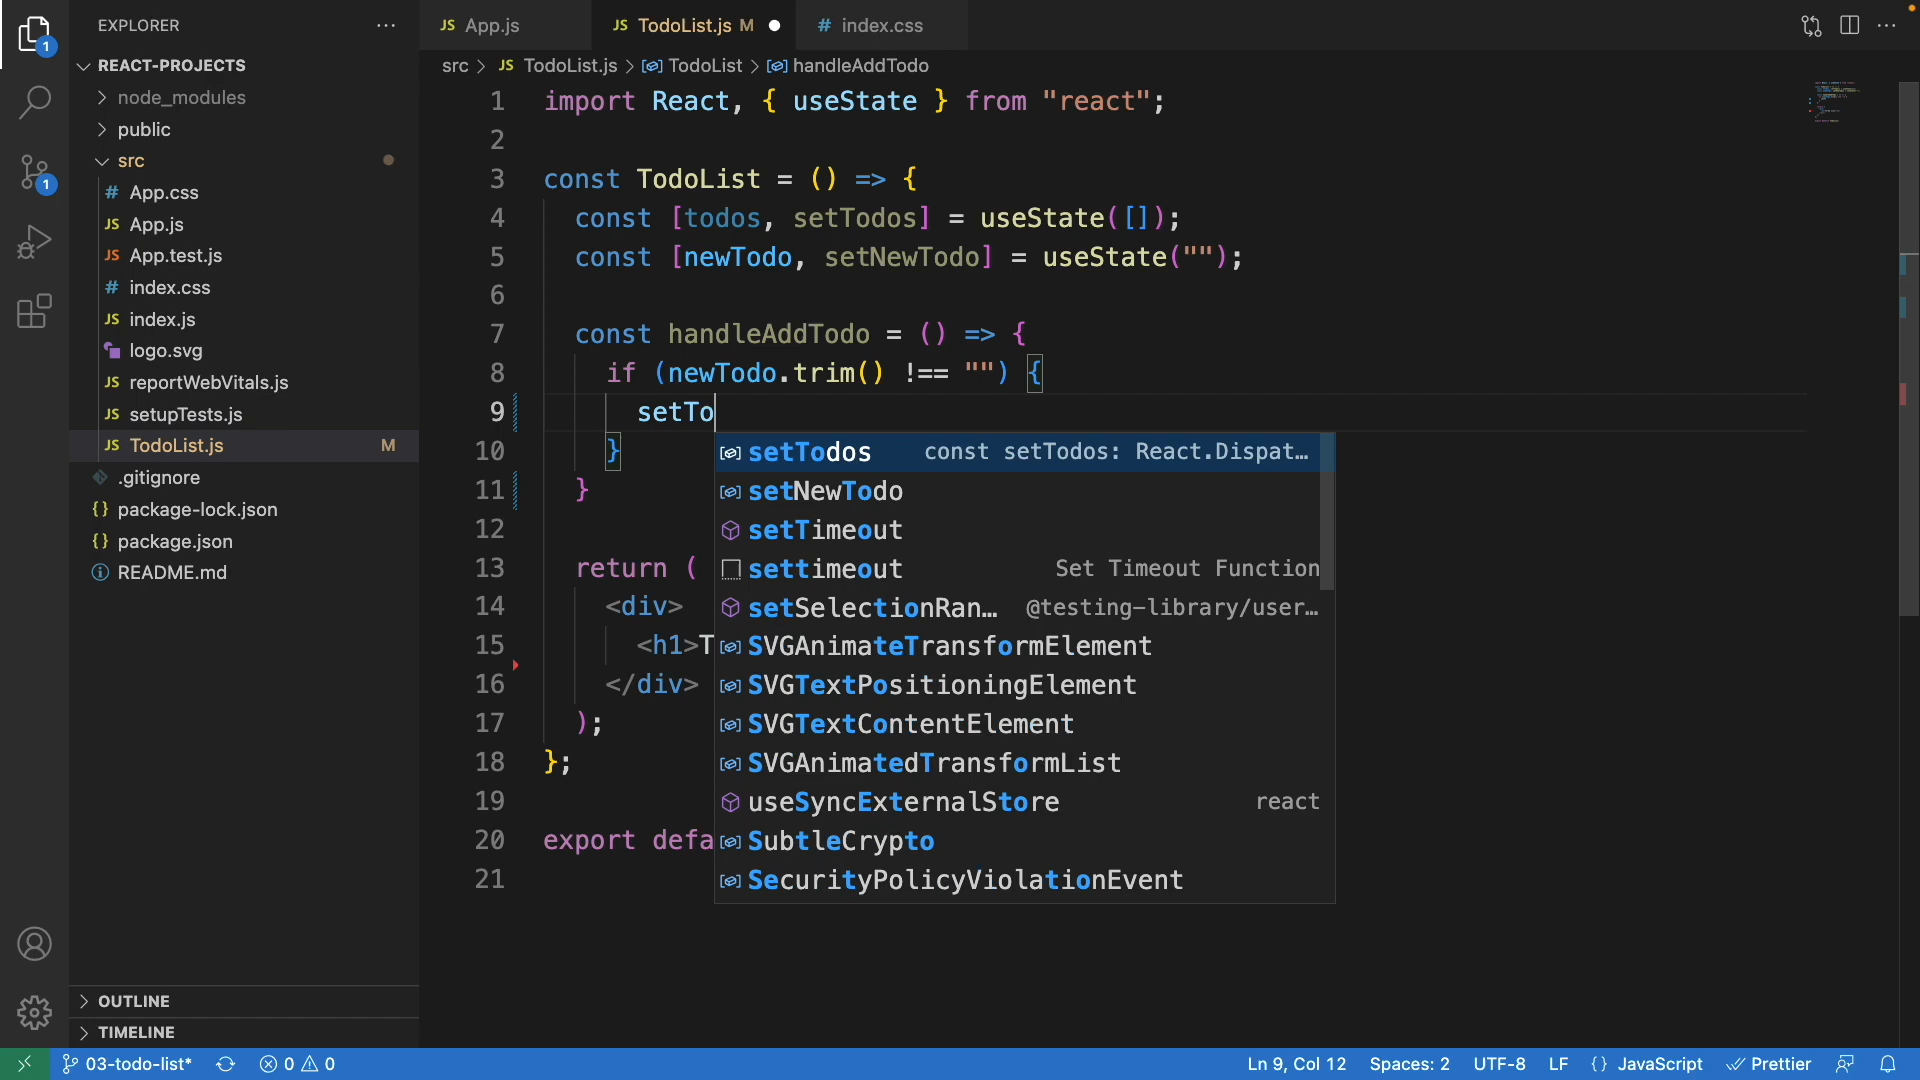 EXPLORER
REACT-PROJECTS
node_modules
public
src
# App.css
JS App.js
JS App.test.js
# index.css
JS index.js
logo.svg
JS reportWebVitals.js
JS setupTests.js
JS TodoList.js M
.gitignore
{} package-lock.json
{} package.json
README.md
OUTLINE
TIMELINE
1
1
JS App.js
JS TodoList.js M
# index.css
src > JS TodoList.js > TodoList > handleAddTodo
1 import React, { useState } from "react";
2
3 const TodoList = () => {
4 const [todos, setTodos] = useState([]);
5 const [newTodo, setNewTodo] = useState("");
6
7 const handleAddTodo = () => {
8 if (newTodo.trim() !== "") {
9 setTo
10 }
11 }
12
13 return (
14 <div>
15 <h1>T
16 </div>
17 );
18 };
19
20 export defa
21
setTodos const setTodos: React.Dispat…
setNewTodo
setTimeout
settimeout Set Timeout Function
setSelectionRan… @testing-library/user…
SVGAnimateTransformElement
SVGTextPositioningElement
SVGTextContentElement
SVGAnimatedTransformList
useSyncExternalStore react
SubtleCrypto
SecurityPolicyViolationEvent
03-todo-list* 0 0
Ln 9, Col 12 Spaces: 2 UTF-8 LF {} JavaScript Prettier